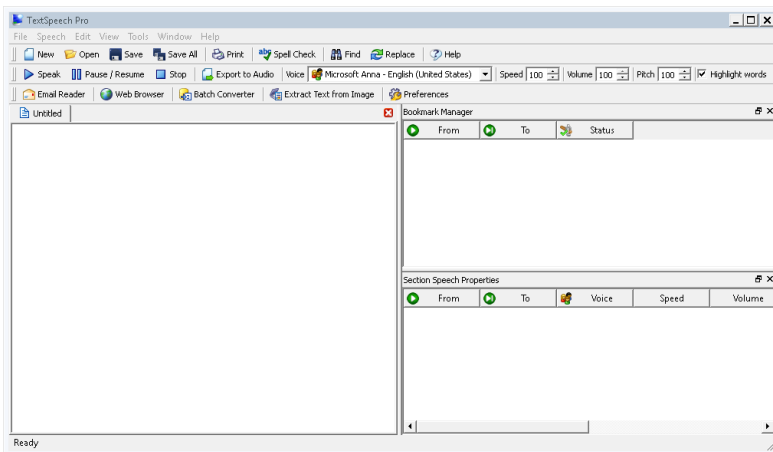 TextSpeech Pro
File Speech Edit View Tools Window Help
New Open Save Save All Print Spell Check Find Replace Help
Speak Pause / Resume Stop Export to Audio Voice Microsoft Anna - English (United States) Speed 100 Volume 100 Pitch 100 Highlight words
Email Reader Web Browser Batch Converter Extract Text from Image Preferences
Untitled
Bookmark Manager
From To Status
Section Speech Properties
From To Voice Speed Volume
Ready